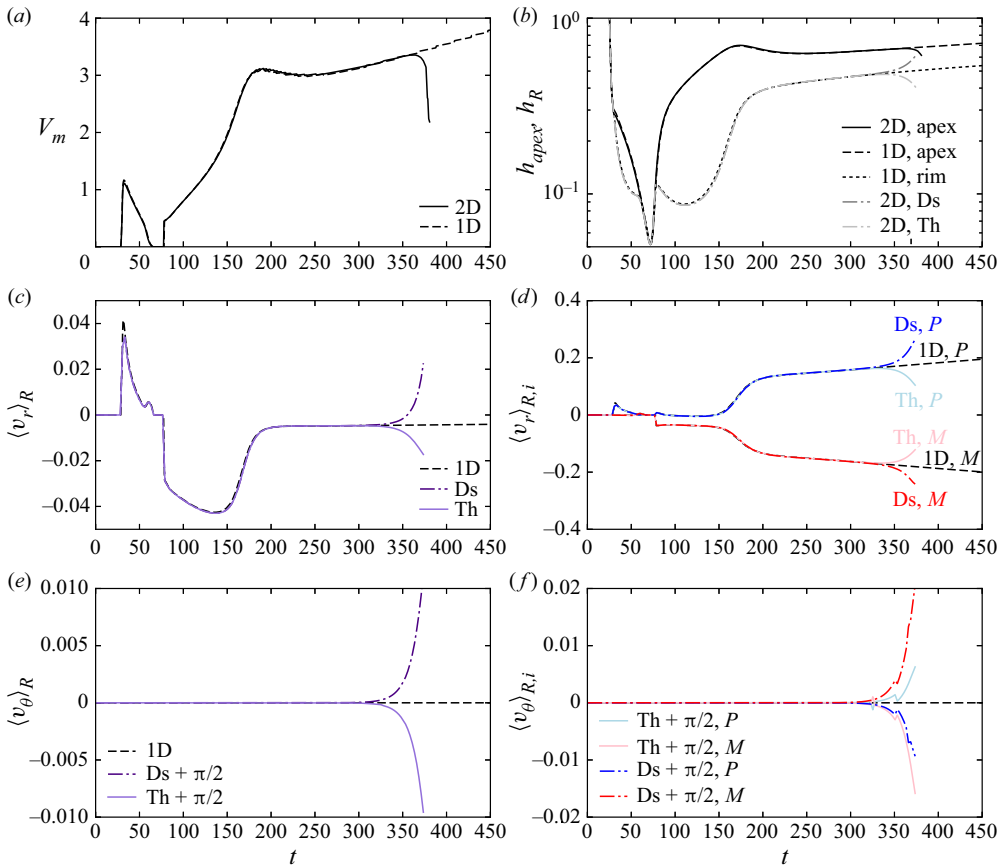 (a)
4
3
2
1
V_m
2D
1D
0 50 100 150 200 250 300 350 400 450
(b)
10^0
10^{-1}
h_{apex}, h_R
2D, apex
1D, apex
1D, rim
2D, Ds
2D, Th
0 50 100 150 200 250 300 350 400 450
(c)
0.04
0.02
0
−0.02
−0.04
⟨v_r⟩_R
1D
Ds
Th
0 50 100 150 200 250 300 350 400 450
(d)
0.4
0.2
0
−0.2
−0.4
⟨v_r⟩_{R,i}
Ds, P
1D, P
Th, P
Th, M
1D, M
Ds, M
0 50 100 150 200 250 300 350 400 450
(e)
0.010
0.005
0
−0.005
−0.010
⟨v_θ⟩_R
1D
Ds + π/2
Th + π/2
0 50 100 150 200 250 300 350 400 450
t
(f)
0.02
0.01
0
−0.01
−0.02
⟨v_θ⟩_{R,i}
Th + π/2, P
Th + π/2, M
Ds + π/2, P
Ds + π/2, M
0 50 100 150 200 250 300 350 400 450
t